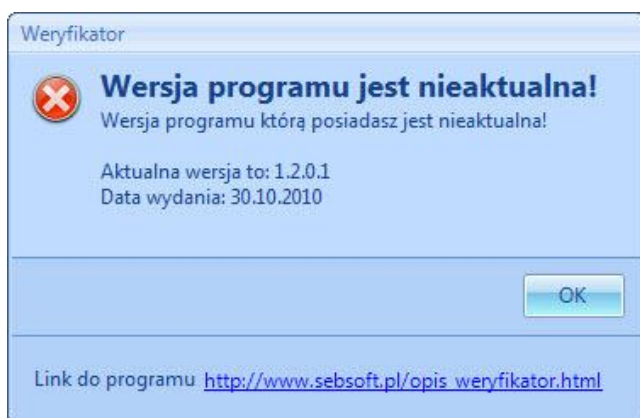 Weryfikator
Wersja programu jest nieaktualna!
Wersja programu którą posiadasz jest nieaktualna!
Aktualna wersja to: 1.2.0.1
Data wydania: 30.10.2010
OK
Link do programu http://www.sebsoft.pl/opis_weryfikator.html